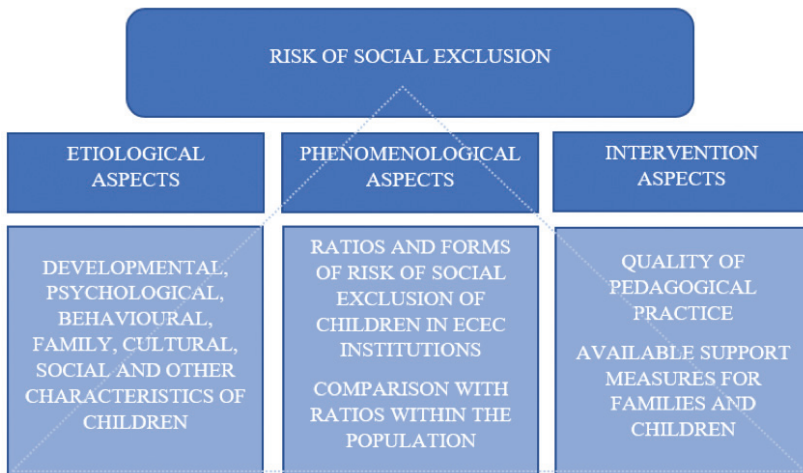 RISK OF SOCIAL EXCLUSION
ETIOLOGICAL
ASPECTS
PHENOMENOLOGICAL
ASPECTS
INTERVENTION
ASPECTS
DEVELOPMENTAL,
PSYCHOLOGICAL,
BEHAVIOURAL,
FAMILY, CULTURAL,
SOCIAL AND OTHER
CHARACTERISTICS OF
CHILDREN
RATIOS AND FORMS
OF RISK OF SOCIAL
EXCLUSION OF
CHILDREN IN ECEC
INSTITUTIONS
COMPARISON WITH
RATIOS WITHIN THE
POPULATION
QUALITY OF
PEDAGOGICAL
PRACTICE
AVAILABLE SUPPORT
MEASURES FOR
FAMILIES AND
CHILDREN